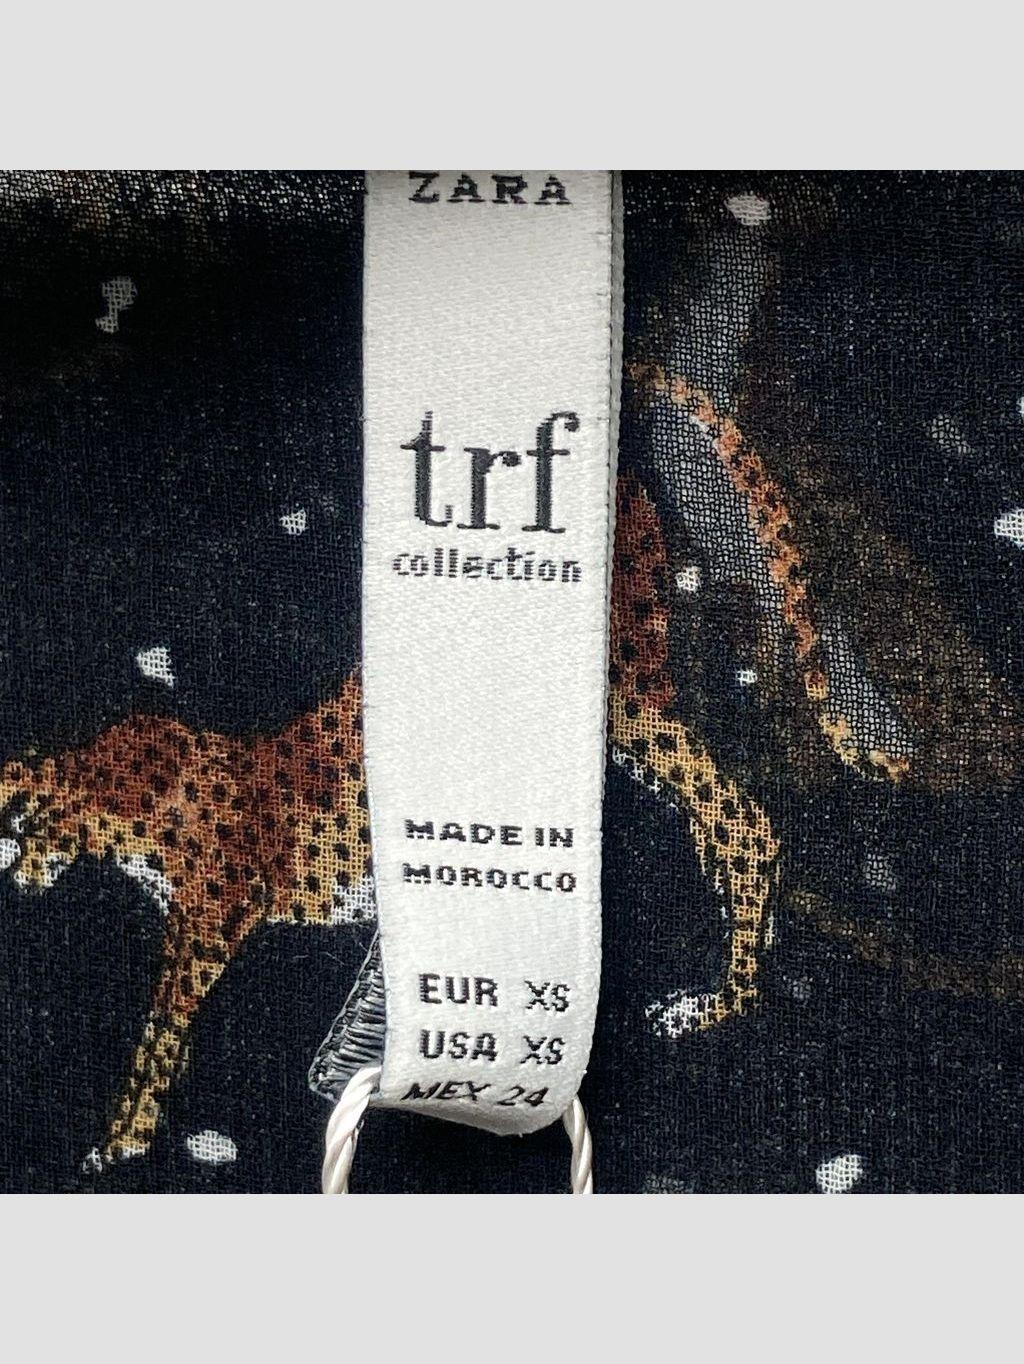 ZARA
trf
collection
MADE IN
MOROCCO
EUR XS
USA XS
MEX 24